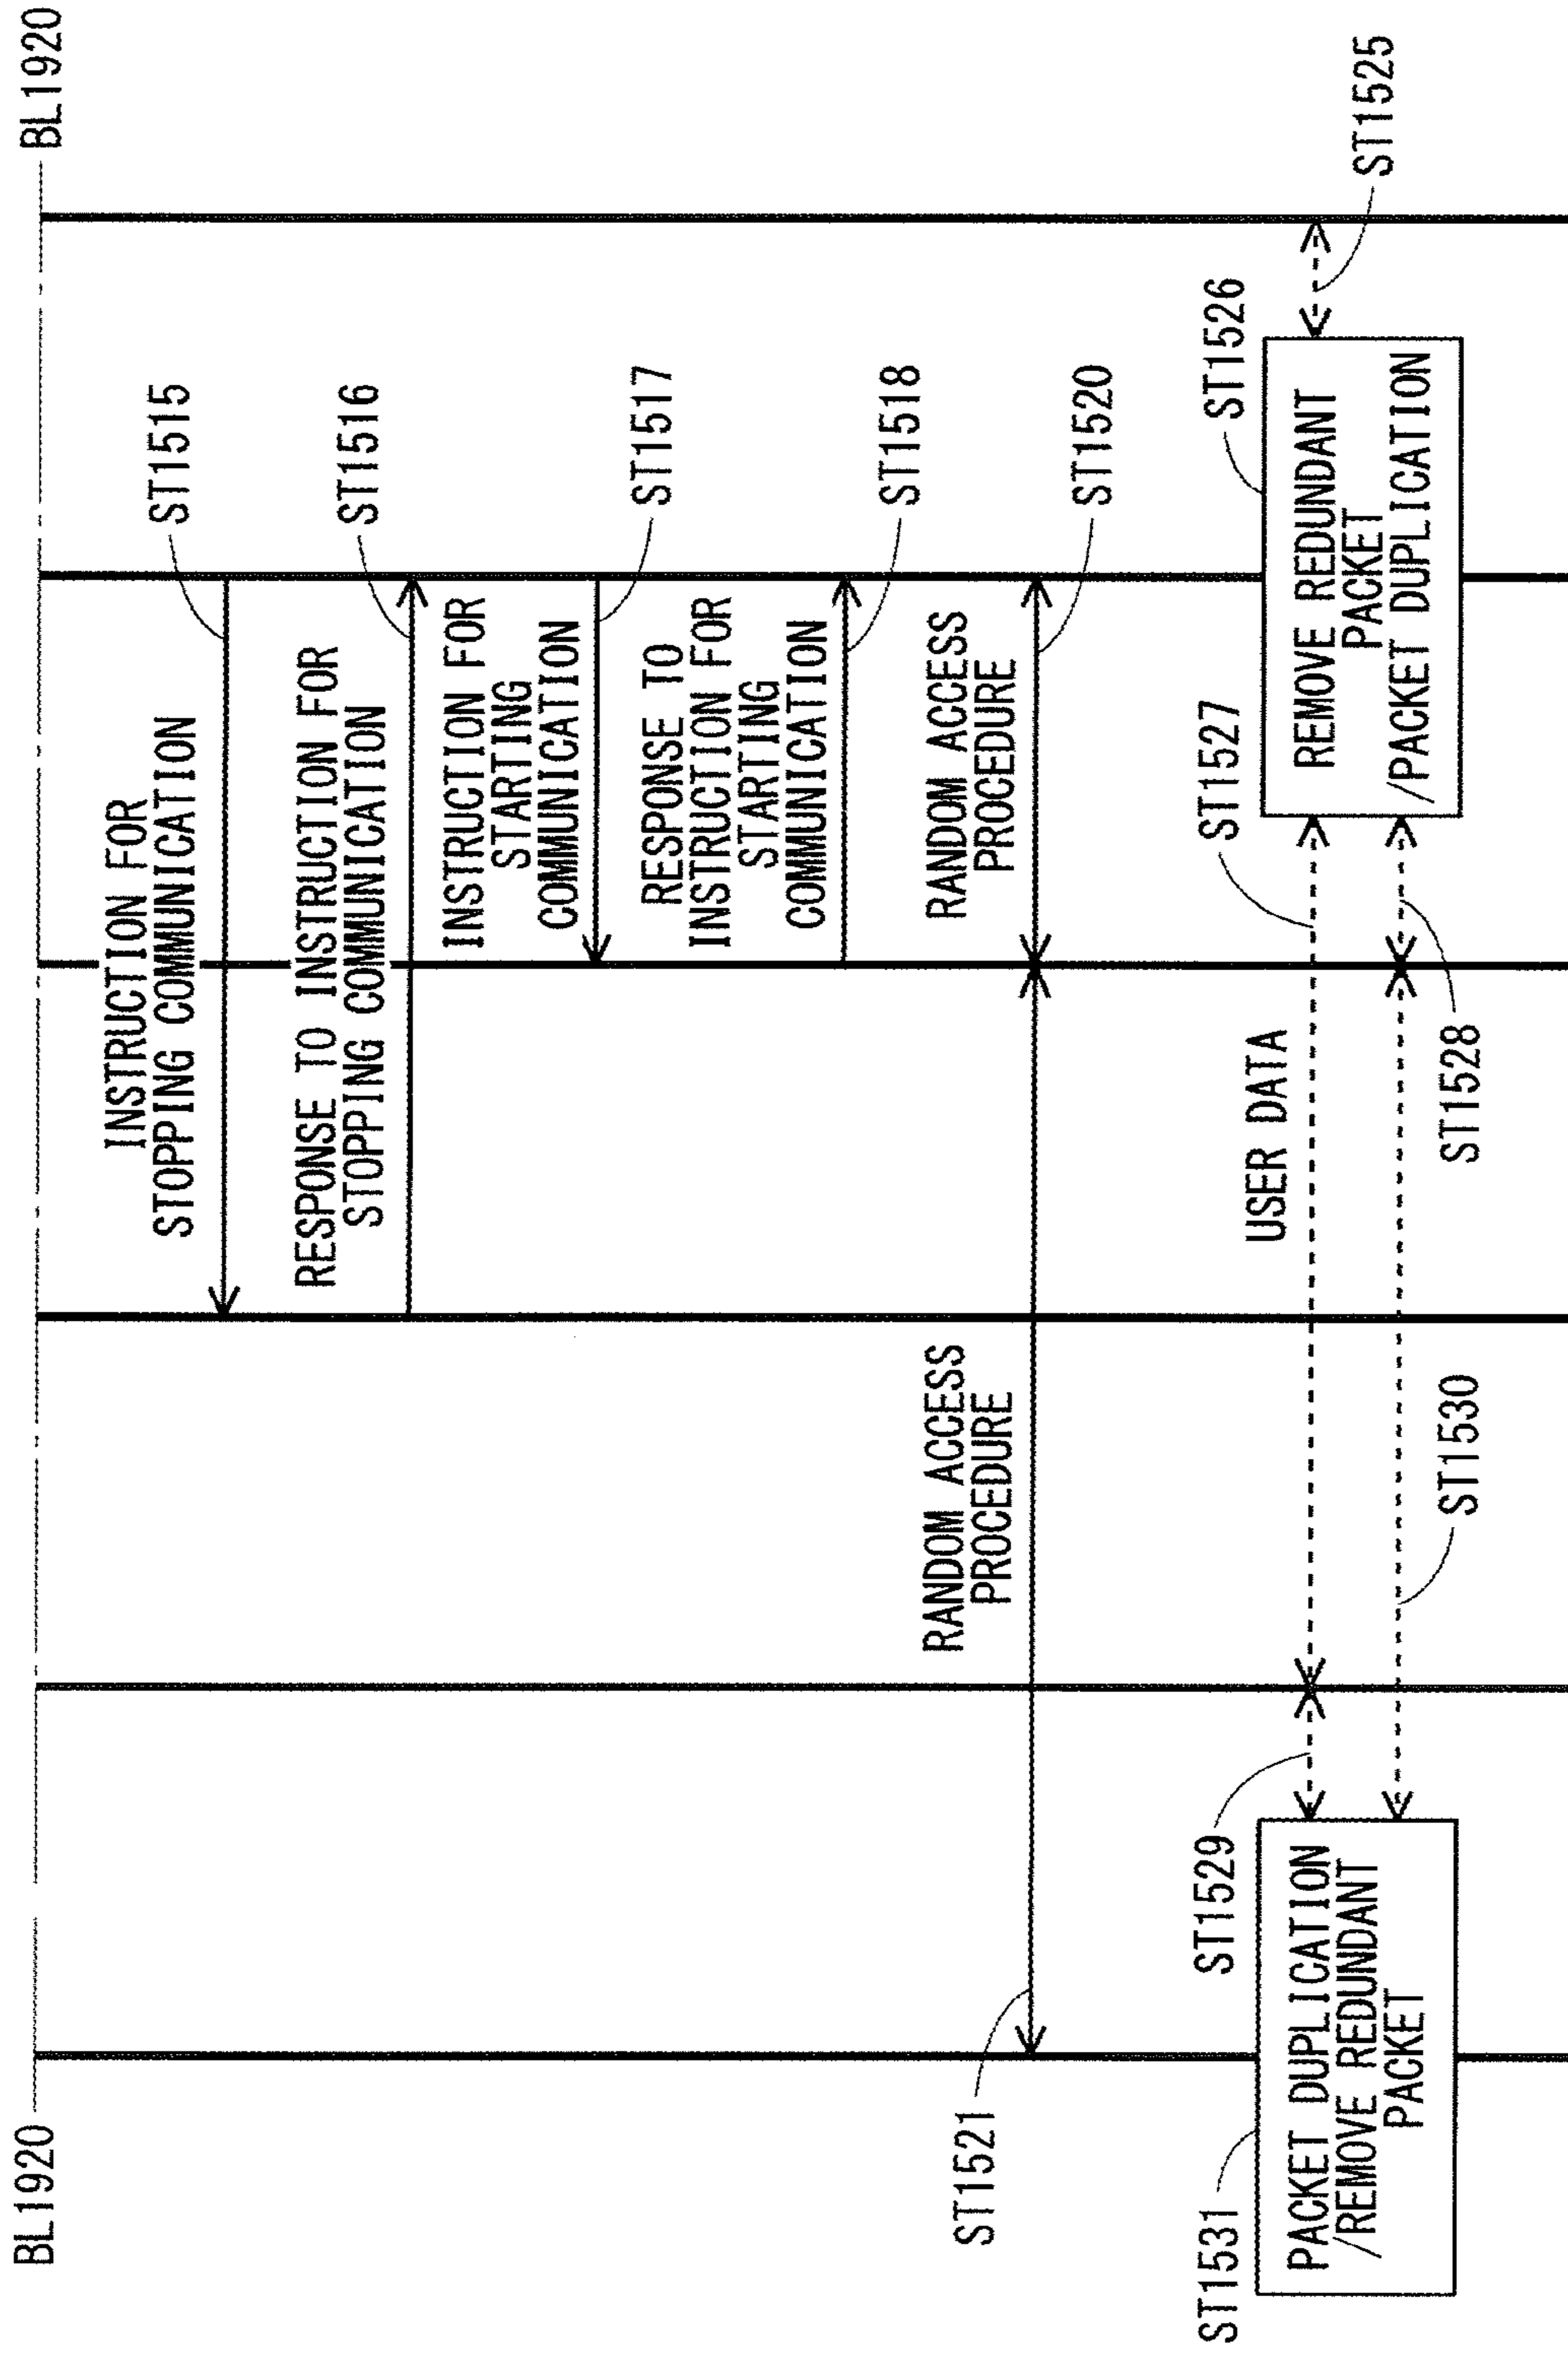 BL1920
BL1920
INSTRUCTION FOR
STOPPING COMMUNICATION
ST1515
RESPONSE TO INSTRUCTION FOR
STOPPING COMMUNICATION
ST1516
INSTRUCTION FOR
STARTING
COMMUNICATION
ST1517
RESPONSE TO
INSTRUCTION FOR
STARTING
COMMUNICATION
ST1518
RANDOM ACCESS
PROCEDURE
ST1521
RANDOM ACCESS
PROCEDURE
ST1520
ST1531
PACKET DUPLICATION
/REMOVE REDUNDANT
PACKET
ST1529
USER DATA
ST1527
ST1526
REMOVE REDUNDANT
PACKET
/PACKET DUPLICATION
ST1525
ST1530
ST1528